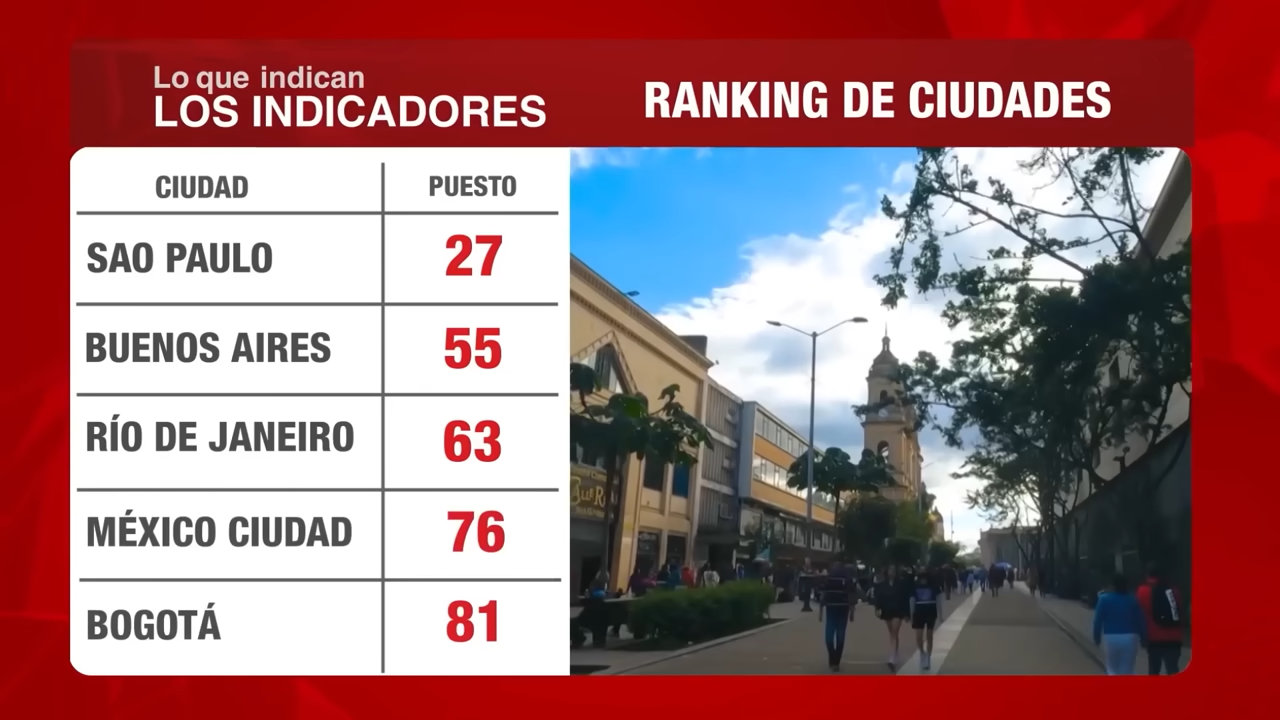 Lo que indican
LOS INDICADORES
RANKING DE CIUDADES
CIUDAD PUESTO
SAO PAULO 27
BUENOS AIRES 55
RÍO DE JANEIRO 63
MÉXICO CIUDAD 76
BOGOTÁ 81